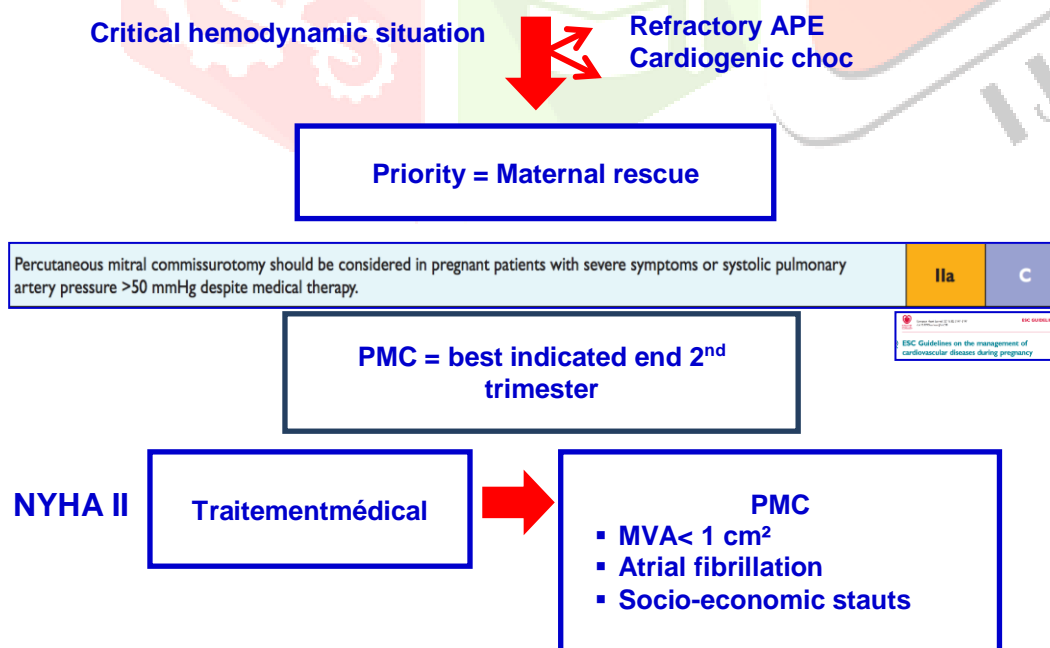 Critical hemodynamic situation
Refractory APE
Cardiogenic choc
Priority = Maternal rescue
Percutaneous mitral commissurotomy should be considered in pregnant patients with severe symptoms or systolic pulmonary
artery pressure >50 mmHg despite medical therapy.
IIa
C
ESC Guidelines on the management of
cardiovascular diseases during pregnancy
PMC = best indicated end 2nd
trimester
NYHA II
Traitementmédical
PMC
▪ MVA< 1 cm²
▪ Atrial fibrillation
▪ Socio-economic stauts